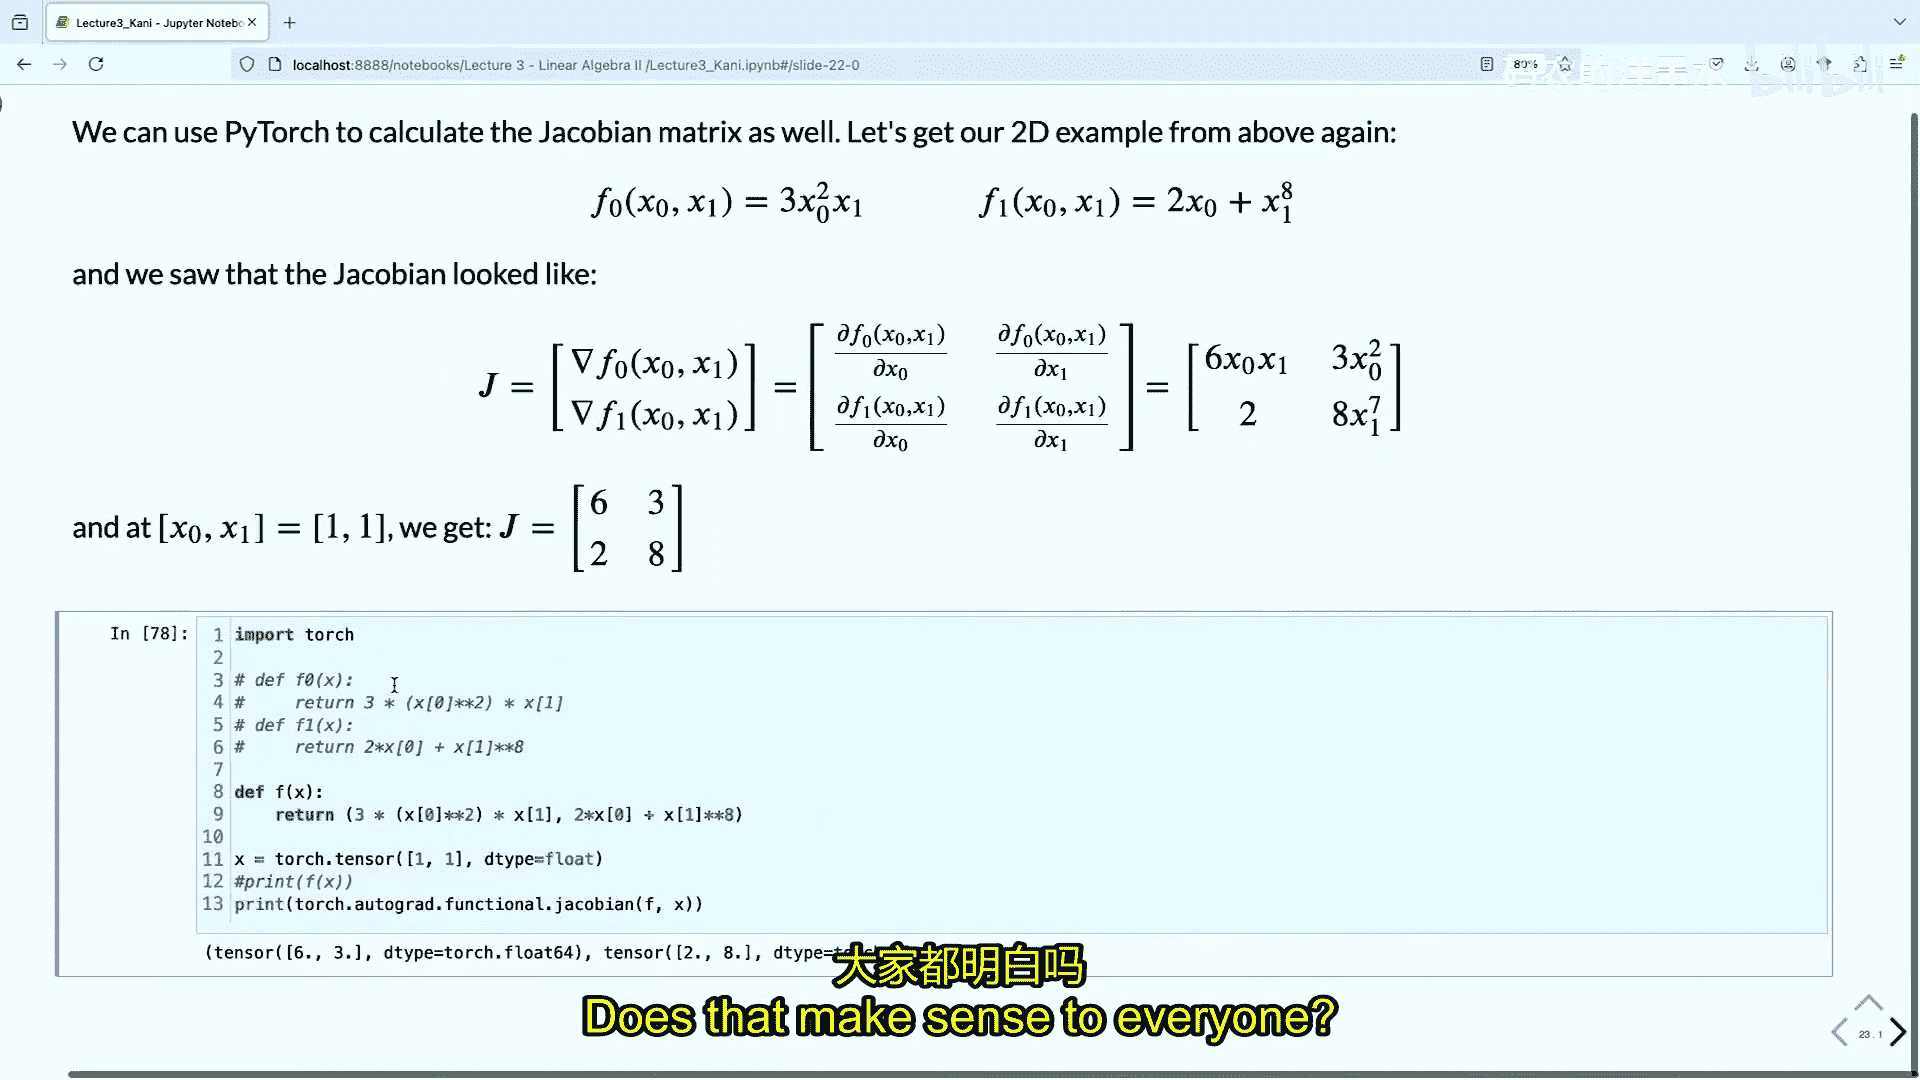 Lecture3_Kani - Jupyter Notebo
localhost:8888/notebooks/Lecture 3 - Linear Algebra II /Lecture3_Kani.ipynb#/slide-22-0
80%
bilibili
We can use PyTorch to calculate the Jacobian matrix as well. Let's get our 2D example from above again:
f₀(x₀, x₁) = 3x₀²x₁ f₁(x₀, x₁) = 2x₀ + x₁⁸
and we saw that the Jacobian looked like:
J = [∇f₀(x₀, x₁) ∇f₁(x₀, x₁)] = [∂f₀(x₀,x₁)/∂x₀ ∂f₀(x₀,x₁)/∂x₁ ∂f₁(x₀,x₁)/∂x₀ ∂f₁(x₀,x₁)/∂x₁] = [6x₀x₁ 3x₀² 2 8x₁⁷]
and at [x₀, x₁] = [1, 1], we get: J = [6 3 2 8]
In [78]:
1 import torch
2
3 # def f0(x):
4 #     return 3 * (x[0]**2) * x[1]
5 # def f1(x):
6 #     return 2*x[0] + x[1]**8
7
8 def f(x):
9     return (3 * (x[0]**2) * x[1], 2*x[0] + x[1]**8)
10
11 x = torch.tensor([1, 1], dtype=float)
12 #print(f(x))
13 print(torch.autograd.functional.jacobian(f, x))
(tensor([6., 3.], dtype=torch.float64), tensor([2., 8.], dtype=
大家都明白吗
Does that make sense to everyone?
23.1